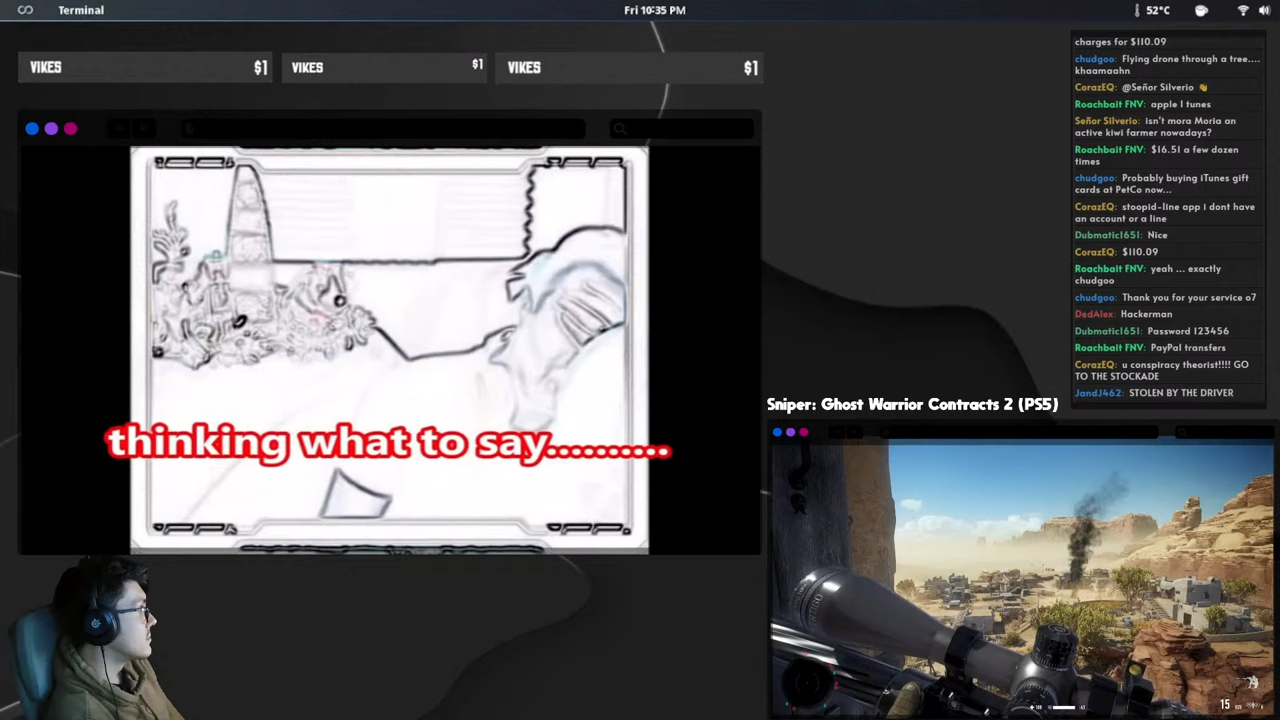 Terminal
Fri 10:35 PM
52°C
VIKES $1
VIKES $1
VIKES $1
charges for $110.09
chudgoo: Flying drone through a tree....
khaamaahn
CorazEQ: @Señor Silverio 👋
Roachbait FNV: apple I tunes
Señor Silverio: isn't mora Moria an
active kiwi farmer nowadays?
Roachbait FNV: $16.51 a few dozen
times
chudgoo: Probably buying iTunes gift
cards at PetCo now...
CorazEQ: stoopid-line app i dont have
an account or a line
Dubmatic1651: Nice
CorazEQ: $110.09
Roachbait FNV: yeah ... exactly
chudgoo
chudgoo: Thank you for your service o7
DedAlex: Hackerman
Dubmatic1651: Password 123456
Roachbait FNV: PayPal transfers
CorazEQ: u conspiracy theorist!!!! GO
TO THE STOCKADE
JandJ462: STOLEN BY THE DRIVER
thinking what to say..........
Sniper: Ghost Warrior Contracts 2 (PS5)
15